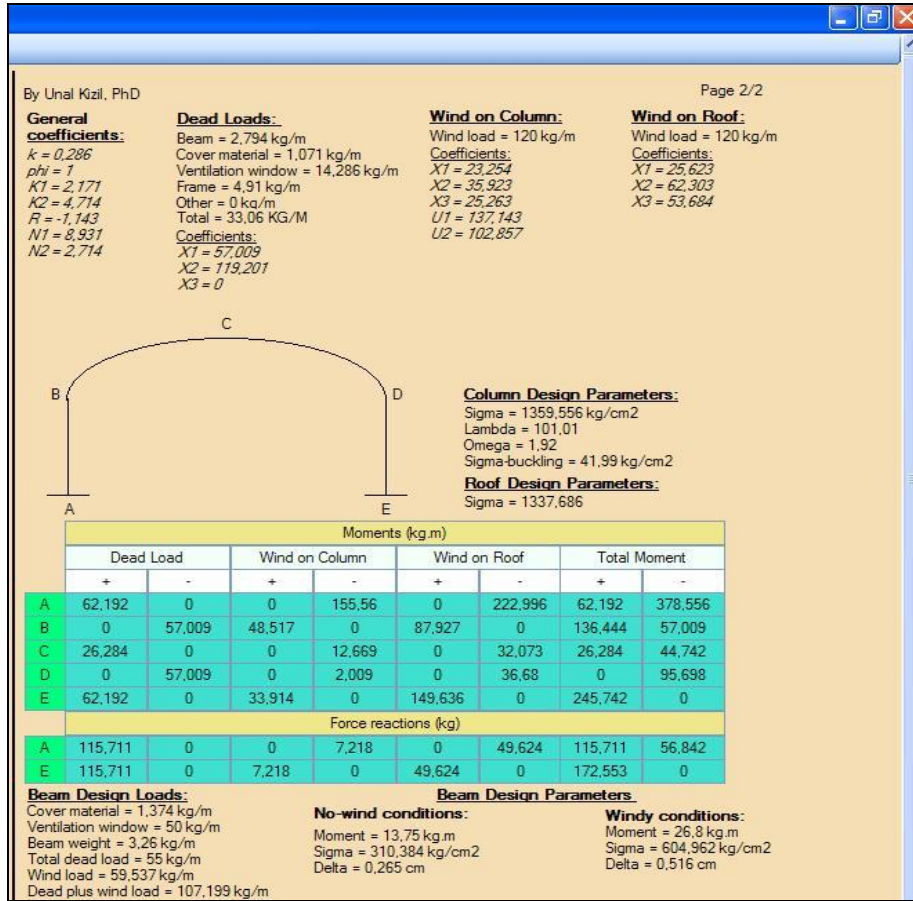 By Unal Kizil, PhD
Page 2/2
General
coefficients:
k = 0,286
phi = 1
K1 = 2,171
K2 = 4,714
R = -1,143
N1 = 8,931
N2 = 2,714
Dead Loads:
Beam = 2,794 kg/m
Cover material = 1,071 kg/m
Ventilation window = 14,286 kg/m
Frame = 4,91 kg/m
Other = 0 kg/m
Total = 33,06 KG/M
Coefficients:
X1 = 57,009
X2 = 119,201
X3 = 0
Wind on Column:
Wind load = 120 kg/m
Coefficients:
X1 = 23,254
X2 = 35,923
X3 = 25,263
U1 = 137,143
U2 = 102,857
Wind on Roof:
Wind load = 120 kg/m
Coefficients:
X1 = 25,623
X2 = 62,303
X3 = 53,684
C
B
D
A
E
Column Design Parameters:
Sigma = 1359,556 kg/cm2
Lambda = 101,01
Omega = 1,92
Sigma-buckling = 41,99 kg/cm2
Roof Design Parameters:
Sigma = 1337,686
Moments (kg.m)
Dead Load Wind on Column Wind on Roof Total Moment
+ - + - + - + -
A 62,192 0 0 155,56 0 222,996 62,192 378,556
B 0 57,009 48,517 0 87,927 0 136,444 57,009
C 26,284 0 0 12,669 0 32,073 26,284 44,742
D 0 57,009 0 2,009 0 36,68 0 95,698
E 62,192 0 33,914 0 149,636 0 245,742 0
Force reactions (kg)
A 115,711 0 0 7,218 0 49,624 115,711 56,842
E 115,711 0 7,218 0 49,624 0 172,553 0
Beam Design Loads:
Cover material = 1,374 kg/m
Ventilation window = 50 kg/m
Beam weight = 3,26 kg/m
Total dead load = 55 kg/m
Wind load = 59,537 kg/m
Dead plus wind load = 107,199 kg/m
Beam Design Parameters
No-wind conditions:
Moment = 13,75 kg.m
Sigma = 310,384 kg/cm2
Delta = 0,265 cm
Windy conditions:
Moment = 26,8 kg.m
Sigma = 604,962 kg/cm2
Delta = 0,516 cm